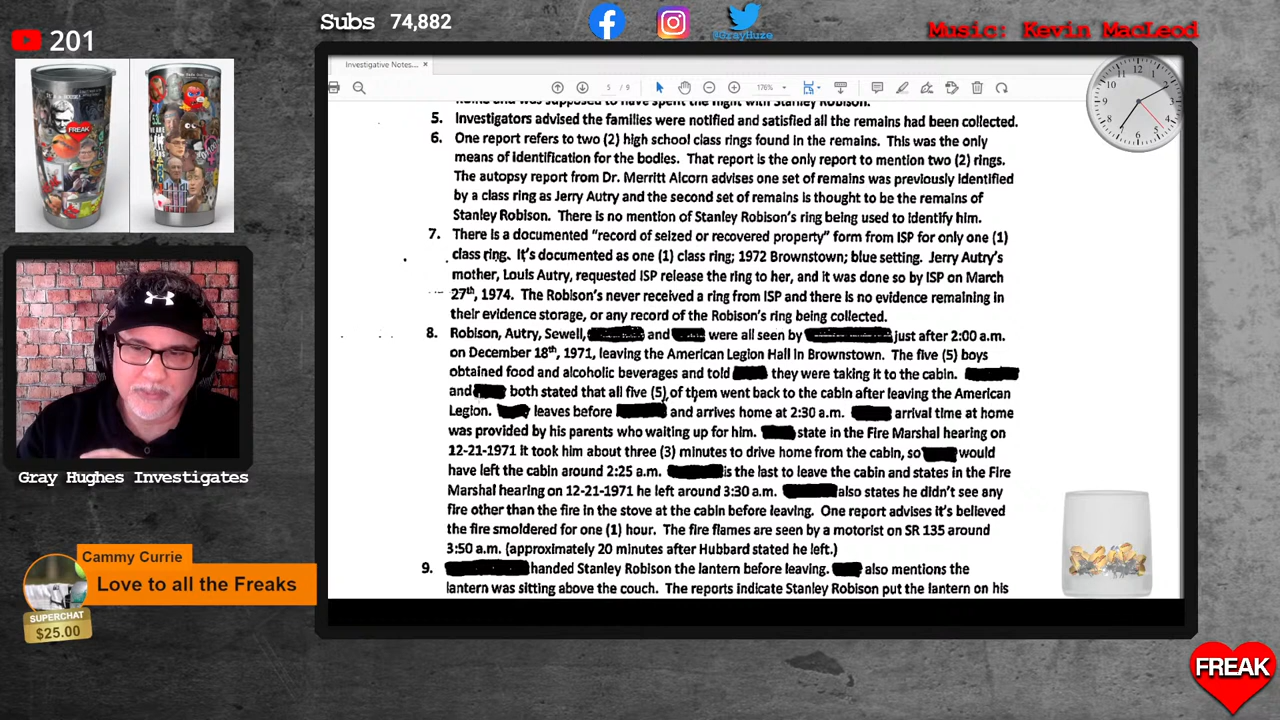 201
Subs 74,882
@GrayHuze
Music: Kevin MacLeod
FREAK
Investigative Notes...
5 / 9
176%
5. Investigators advised the families were notified and satisfied all the remains had been collected.
6. One report refers to two (2) high school class rings found in the remains. This was the only
means of identification for the bodies. That report is the only report to mention two (2) rings.
The autopsy report from Dr. Merritt Alcorn advises one set of remains was previously identified
by a class ring as Jerry Autry and the second set of remains is thought to be the remains of
Stanley Robison. There is no mention of Stanley Robison's ring being used to identify him.
7. There is a documented "record of seized or recovered property" form from ISP for only one (1)
class ring. It's documented as one (1) class ring; 1972 Brownstown; blue setting. Jerry Autry's
mother, Louis Autry, requested ISP release the ring to her, and it was done so by ISP on March
27th, 1974. The Robison's never received a ring from ISP and there is no evidence remaining in
their evidence storage, or any record of the Robison's ring being collected.
8. Robison, Autry, Sewell, and were all seen by just after 2:00 a.m.
on December 18th, 1971, leaving the American Legion Hall in Brownstown. The five (5) boys
obtained food and alcoholic beverages and told they were taking it to the cabin.
and both stated that all five (5) of them went back to the cabin after leaving the American
Legion. leaves before and arrives home at 2:30 a.m. arrival time at home
was provided by his parents who waiting up for him. state in the Fire Marshal hearing on
12-21-1971 it took him about three (3) minutes to drive home from the cabin, so would
have left the cabin around 2:25 a.m. is the last to leave the cabin and states in the Fire
Marshal hearing on 12-21-1971 he left around 3:30 a.m. also states he didn't see any
fire other than the fire in the stove at the cabin before leaving. One report advises it's believed
the fire smoldered for one (1) hour. The fire flames are seen by a motorist on SR 135 around
3:50 a.m. (approximately 20 minutes after Hubbard stated he left.)
9. handed Stanley Robison the lantern before leaving. also mentions the
lantern was sitting above the couch. The reports indicate Stanley Robison put the lantern on his
Gray Hughes Investigates
Cammy Currie
Love to all the Freaks
SUPERCHAT
$25.00
FREAK